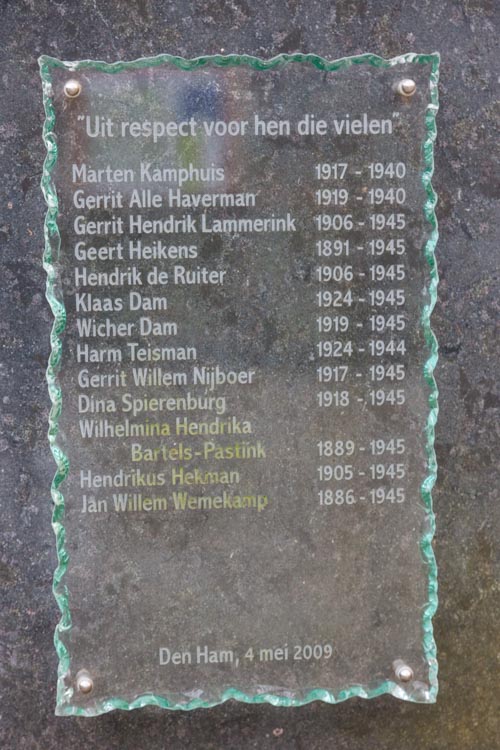 "Uit respect voor hen die vielen"
Marten Kamphuis 1917 - 1940
Gerrit Alle Haverman 1919 - 1940
Gerrit Hendrik Lammerink 1906 - 1945
Geert Heikens 1891 - 1945
Hendrik de Ruiter 1906 - 1945
Klaas Dam 1924 - 1945
Wicher Dam 1919 - 1945
Harm Teisman 1924 - 1944
Gerrit Willem Nijboer 1917 - 1945
Dina Spierenburg 1918 - 1945
Wilhelmina Hendrika
Bartels-Pastink 1889 - 1945
Hendrikus Hekman 1905 - 1945
Jan Willem Wemekamp 1886 - 1945
Den Ham, 4 mei 2009